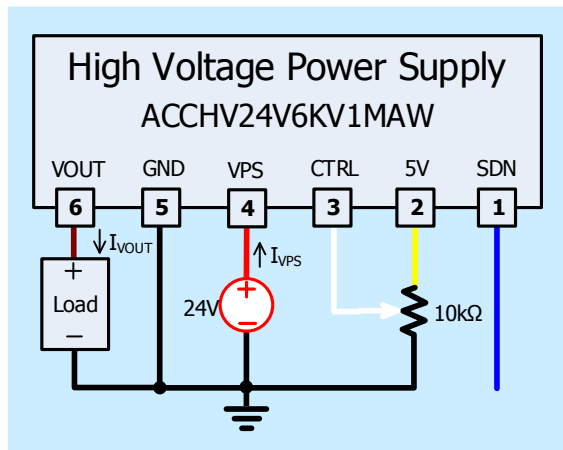 High Voltage Power Supply
ACCHV24V6KV1MAW
VOUT GND VPS CTRL 5V SDN
6 5 4 3 2 1
↓ IVOUT ↑ IVPS
+ Load −
24V + −
10kΩ